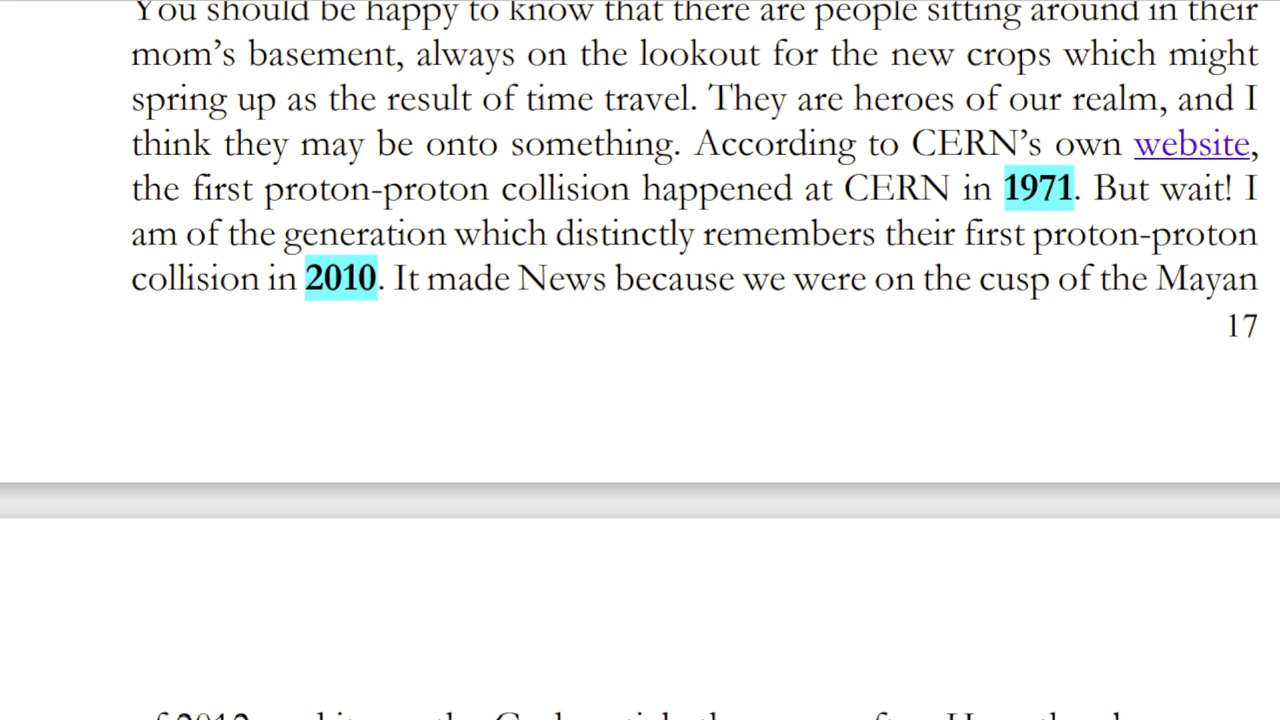 You should be happy to know that there are people sitting around in their
mom’s basement, always on the lookout for the new crops which might
spring up as the result of time travel. They are heroes of our realm, and I
think they may be onto something. According to CERN’s own website,
the first proton-proton collision happened at CERN in 1971. But wait! I
am of the generation which distinctly remembers their first proton-proton
collision in 2010. It made News because we were on the cusp of the Mayan
17
of 2012